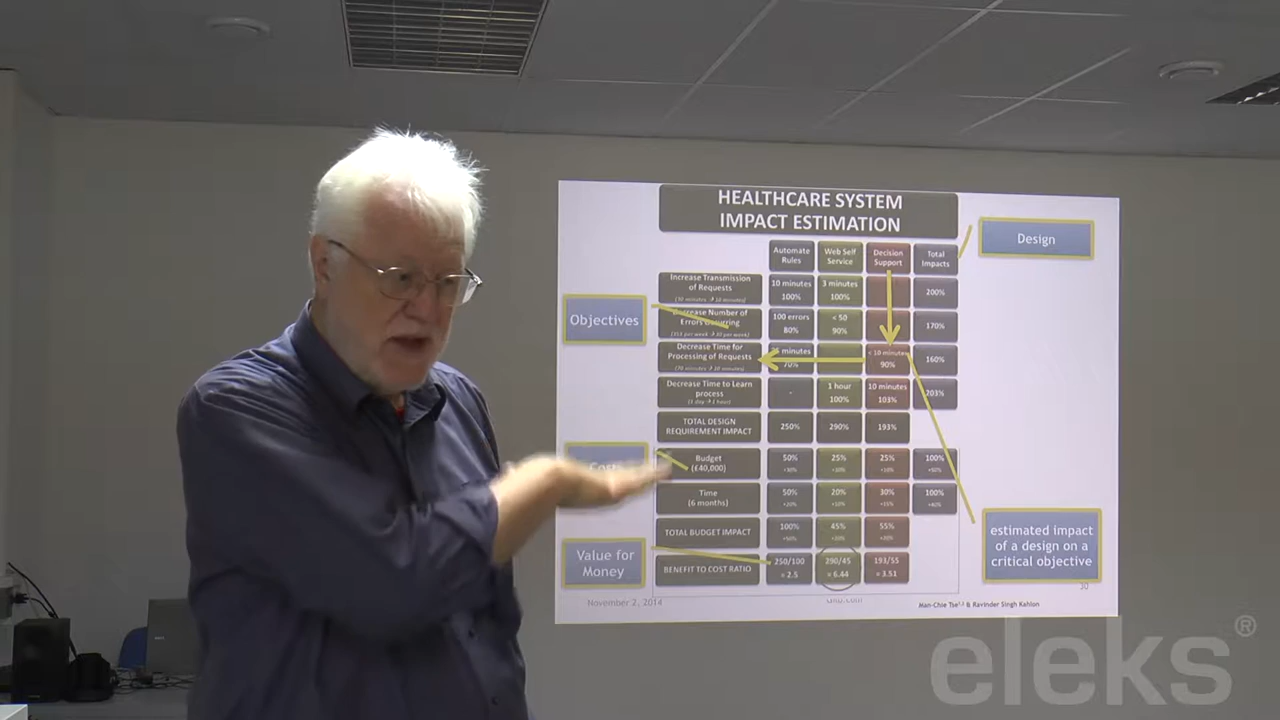 HEALTHCARE SYSTEM
IMPACT ESTIMATION
Design
Automate
Rules
Web Self
Service
Decision
Support
Total
Impacts
Increase Transmission
of Requests
10 minutes
100%
3 minutes
100%
200%
Objectives
Errors
100 errors
80%
< 50
90%
170%
Decrease Time for
Processing of Requests
minutes
70%
< 10 minutes
90%
160%
Decrease Time to Learn
process
-
1 hour
100%
10 minutes
103%
203%
TOTAL DESIGN
REQUIREMENT IMPACT
250%
290%
193%
Budget
(£40,000)
50%
25%
25%
100%
Time
(6 months)
50%
20%
30%
100%
TOTAL BUDGET IMPACT
100%
45%
55%
Value for
Money
BENEFIT TO COST RATIO
250/100
= 2.5
290/45
= 6.44
193/55
= 3.51
estimated impact
of a design on a
critical objective
30
November 2, 2014
& Ravinder Singh Kahlon
eleks®